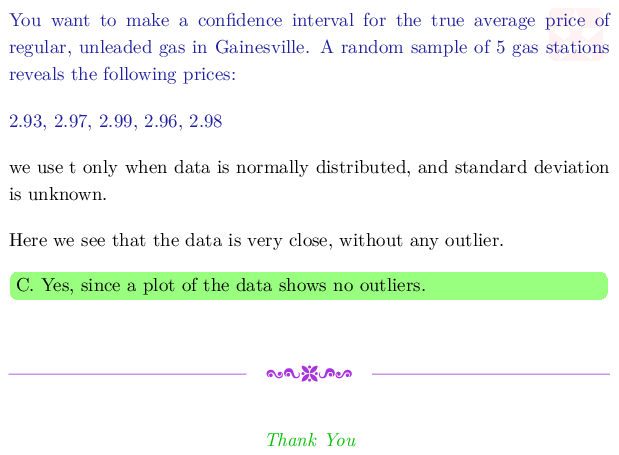 You want to make a confidence interval for the true average price of
regular, unleaded gas in Gainesville. A random sample of 5 gas stations
reveals the following prices:
2.93, 2.97, 2.99, 2.96, 2.98
we use t only when data is normally distributed, and standard deviation
is unknown.
Here we see that the data is very close, without any outlier.
C. Yes, since a plot of the data shows no outliers.
Thank You